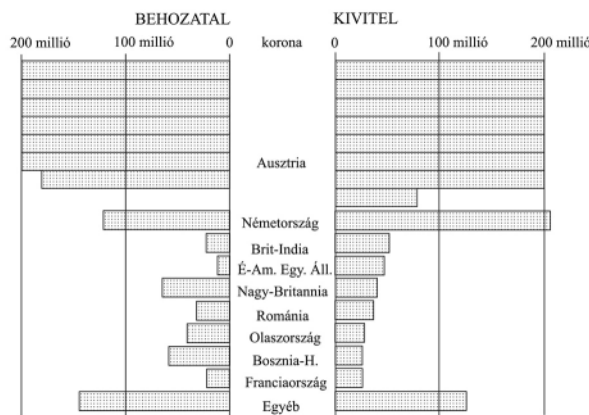 BEHOZATAL KIVITEL
200 millió 100 millió 0 korona 0 100 millió 200 millió
Ausztria
Németország
Brit-India
É-Am. Egy. Áll.
Nagy-Britannia
Románia
Olaszország
Bosznia-H.
Franciaország
Egyéb